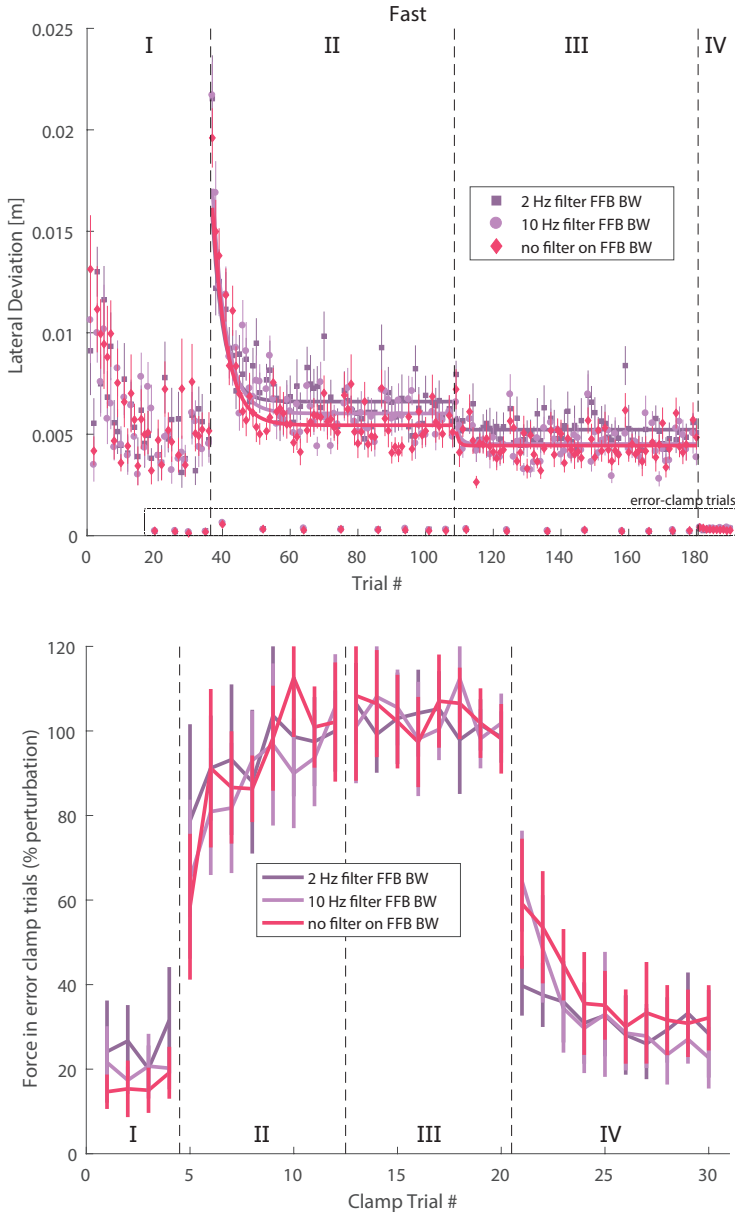 Fast
I II III IV
0.025
0.02
0.015
0.01
0.005
0
Lateral Deviation [m]
2 Hz filter FFB BW
10 Hz filter FFB BW
no filter on FFB BW
error-clamp trials
0 20 40 60 80 100 120 140 160 180
Trial #
120
100
80
60
40
20
0
Force in error clamp trials (% perturbation)
2 Hz filter FFB BW
10 Hz filter FFB BW
no filter on FFB BW
I II III IV
0 5 10 15 20 25 30
Clamp Trial #